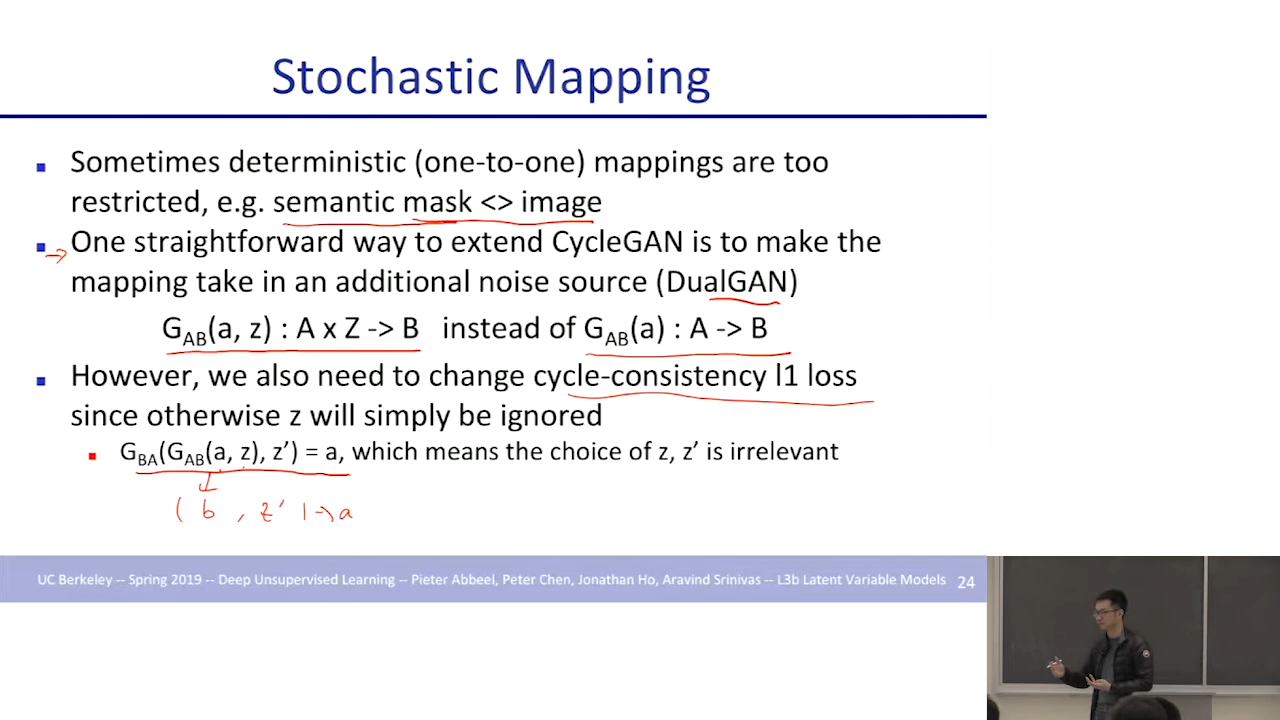 Stochastic Mapping
Sometimes deterministic (one-to-one) mappings are too
restricted, e.g. semantic mask <> image
One straightforward way to extend CycleGAN is to make the
mapping take in an additional noise source (DualGAN)
G_AB(a, z) : A x Z -> B instead of G_AB(a) : A -> B
However, we also need to change cycle-consistency l1 loss
since otherwise z will simply be ignored
G_BA(G_AB(a, z), z’) = a, which means the choice of z, z’ is irrelevant
( b , z' ) → a
UC Berkeley -- Spring 2019 -- Deep Unsupervised Learning -- Pieter Abbeel, Peter Chen, Jonathan Ho, Aravind Srinivas -- L3b Latent Variable Models 24